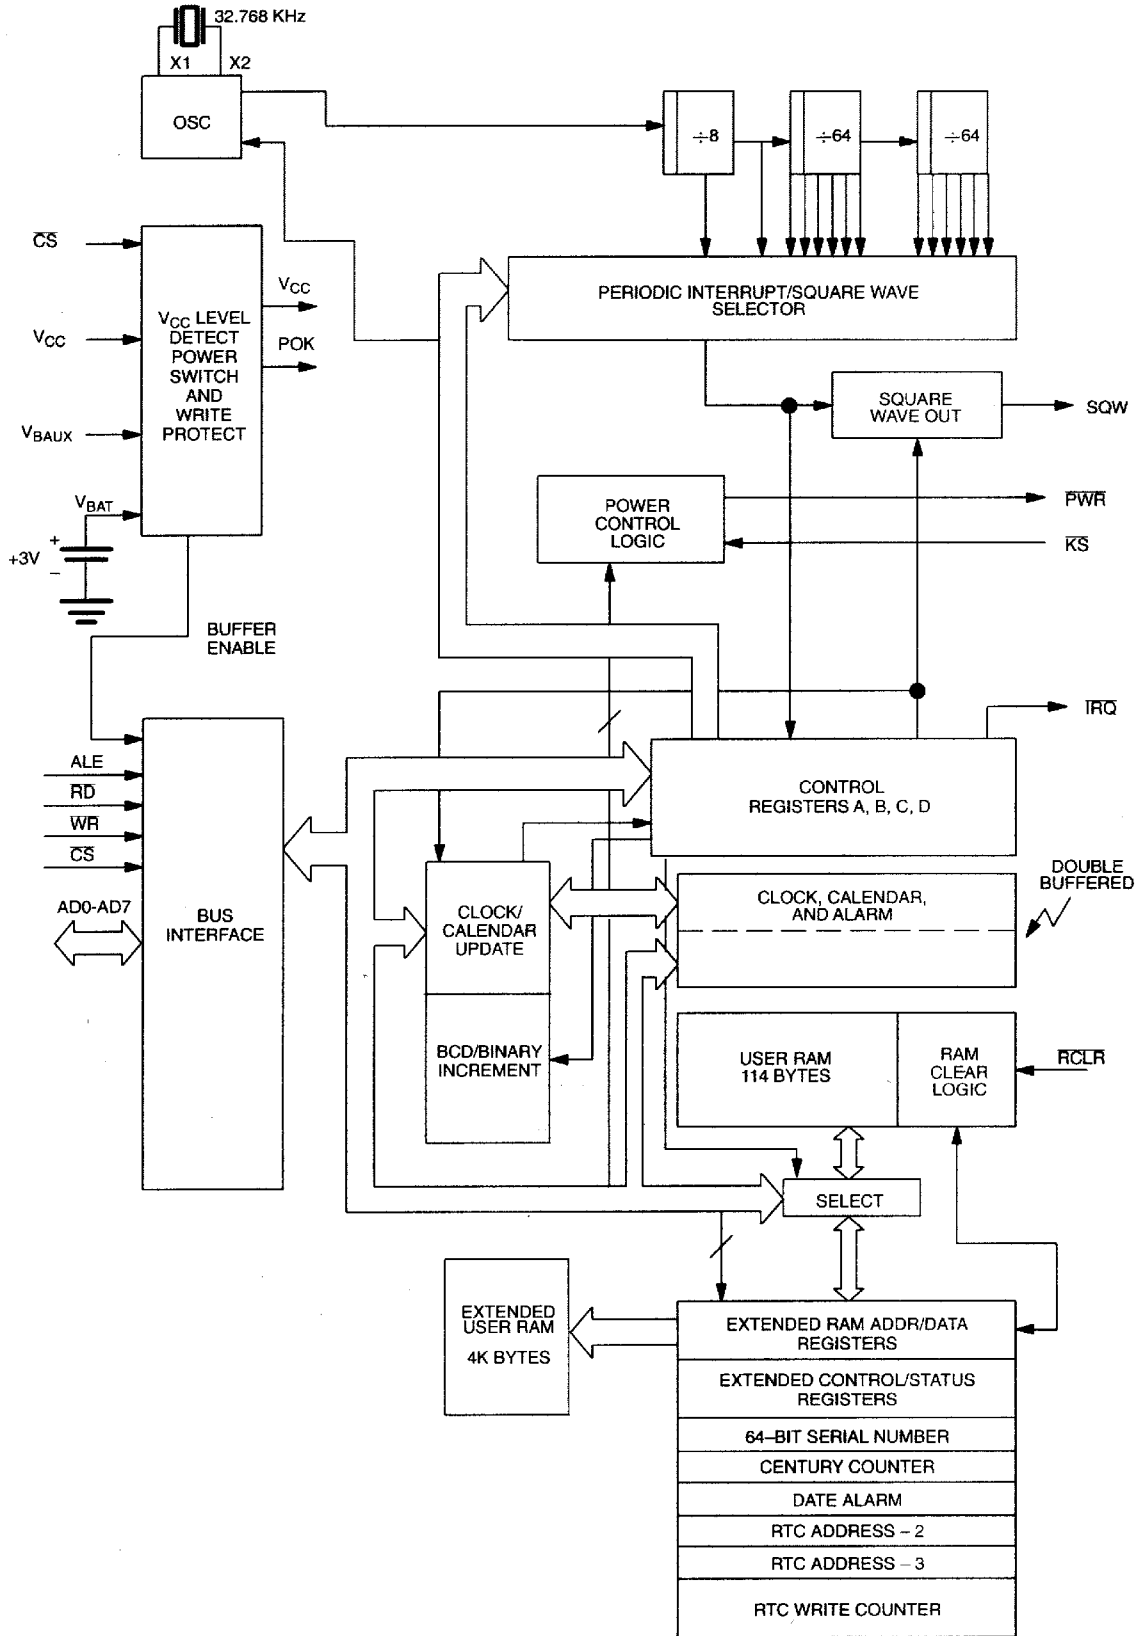 32.768 KHz
X1
X2
OSC
÷8
÷64
÷64
CS
VCC
VBAUX
VBAT
+
+3V
–
VCC LEVEL
DETECT
POWER
SWITCH
AND
WRITE
PROTECT
VCC
POK
PERIODIC INTERRUPT/SQUARE WAVE
SELECTOR
SQUARE
WAVE OUT
SQW
POWER
CONTROL
LOGIC
PWR
KS
BUFFER
ENABLE
IRQ
ALE
RD
WR
CS
AD0-AD7
BUS
INTERFACE
CONTROL
REGISTERS A, B, C, D
CLOCK/
CALENDAR
UPDATE
BCD/BINARY
INCREMENT
CLOCK, CALENDAR,
AND ALARM
DOUBLE
BUFFERED
USER RAM
114 BYTES
RAM
CLEAR
LOGIC
RCLR
SELECT
EXTENDED
USER RAM
4K BYTES
EXTENDED RAM ADDR/DATA
REGISTERS
EXTENDED CONTROL/STATUS
REGISTERS
64–BIT SERIAL NUMBER
CENTURY COUNTER
DATE ALARM
RTC ADDRESS – 2
RTC ADDRESS – 3
RTC WRITE COUNTER